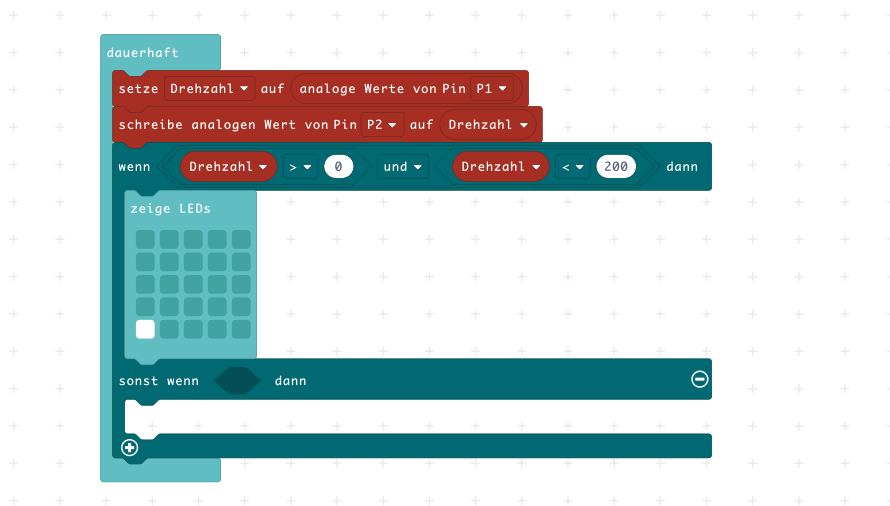 dauerhaft
setze Drehzahl auf analoge Werte von Pin P1
schreibe analogen Wert von Pin P2 auf Drehzahl
wenn Drehzahl > 0 und Drehzahl < 200 dann
zeige LEDs
sonst wenn dann